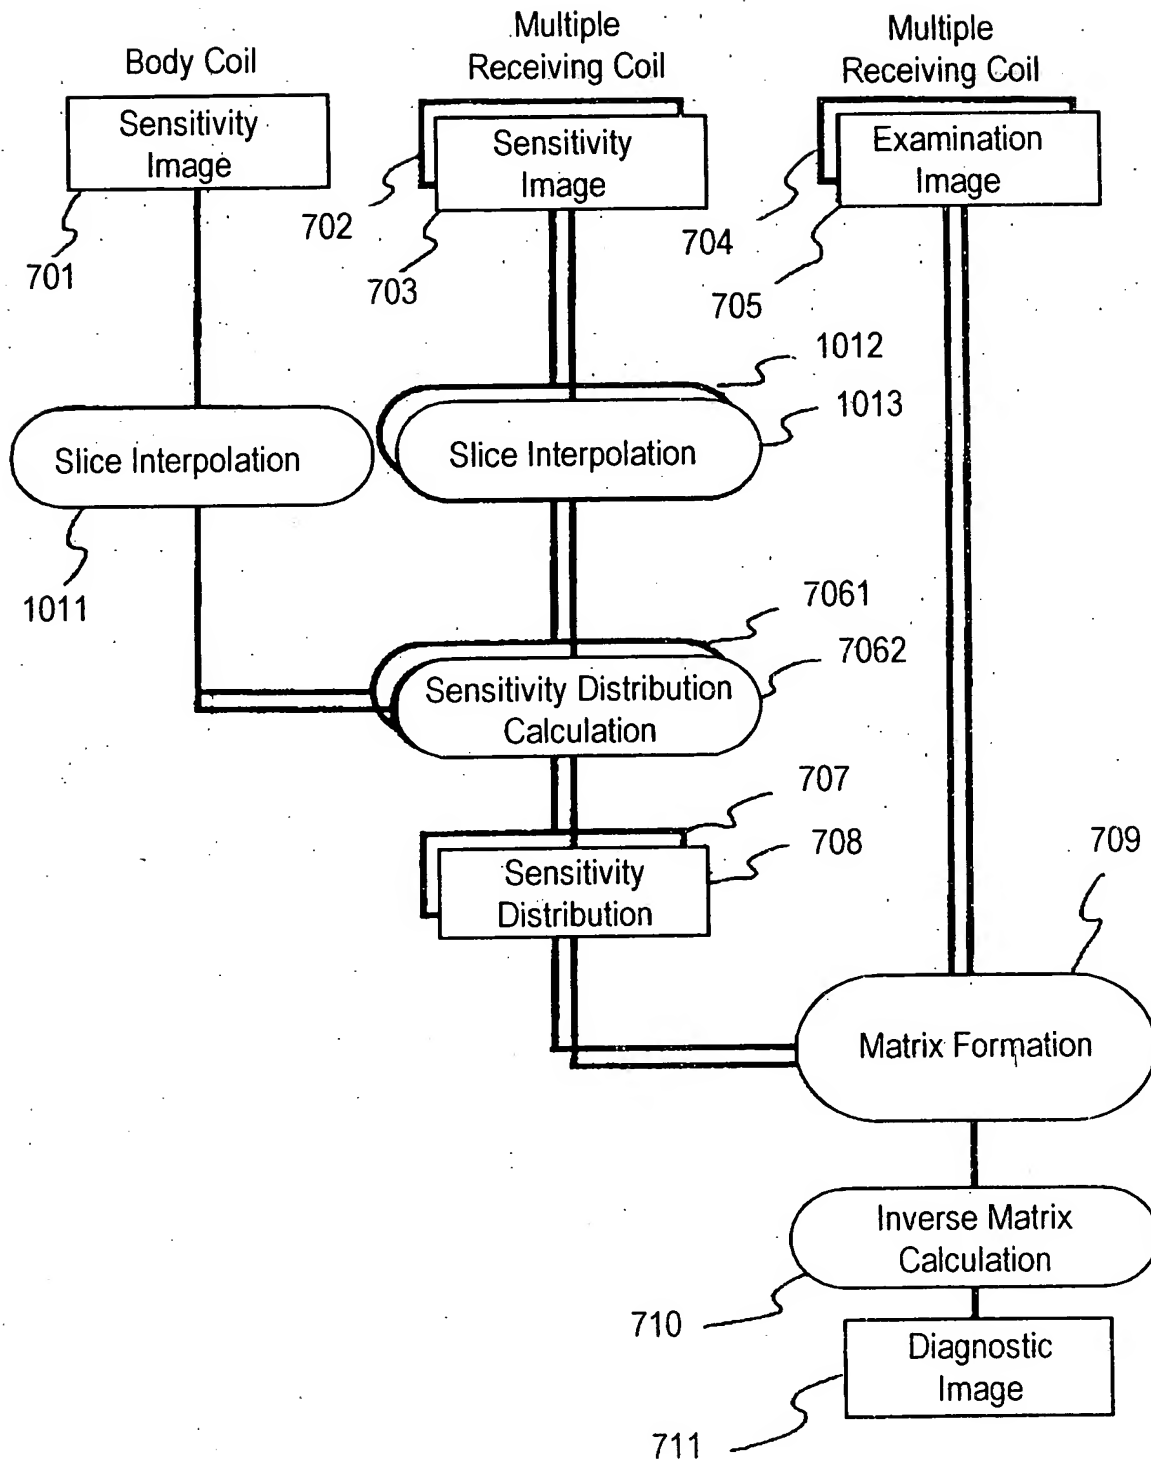 Body Coil
Multiple
Receiving Coil
Multiple
Receiving Coil
Sensitivity
Image
Sensitivity
Image
Examination
Image
701
702
703
704
705
1012
1013
Slice Interpolation
Slice Interpolation
1011
7061
7062
Sensitivity Distribution
Calculation
707
708
Sensitivity
Distribution
709
Matrix Formation
Inverse Matrix
Calculation
710
Diagnostic
Image
711